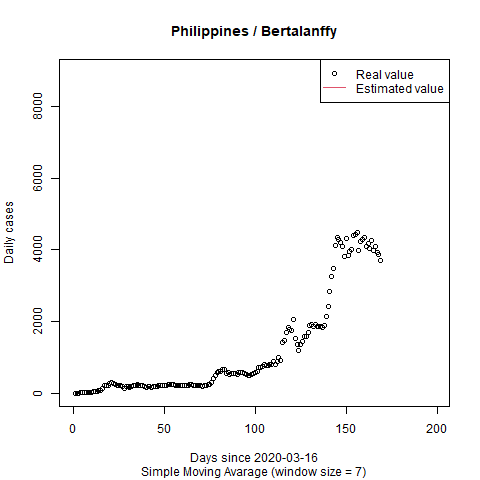 Philippines / Bertalanffy
Real value
Estimated value
8000
6000
4000
2000
0
Daily cases
0 50 100 150 200
Days since 2020-03-16
Simple Moving Avarage (window size = 7)